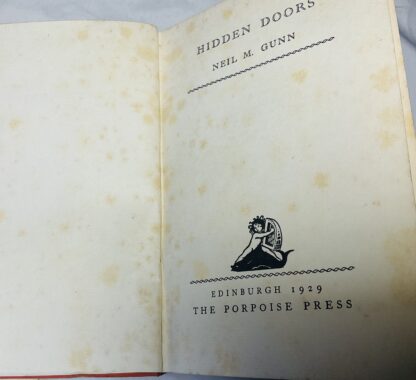 HIDDEN DOORS
NEIL M. GUNN
EDINBURGH 1929
THE PORPOISE PRESS